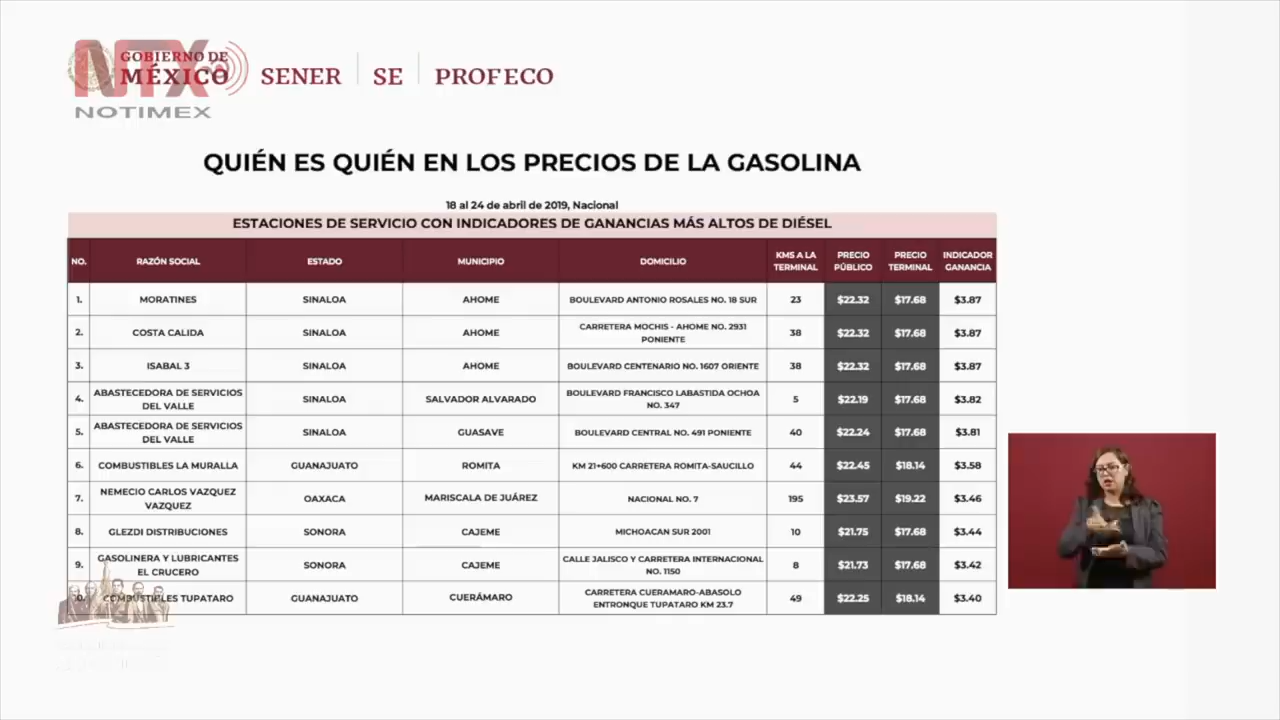 GOBIERNO DE
MÉXICO
NTX
NOTIMEX
SENER SE PROFECO
QUIÉN ES QUIÉN EN LOS PRECIOS DE LA GASOLINA
18 al 24 de abril de 2019, Nacional
ESTACIONES DE SERVICIO CON INDICADORES DE GANANCIAS MÁS ALTOS DE DIÉSEL
NO. RAZÓN SOCIAL ESTADO MUNICIPIO DOMICILIO KMS A LA TERMINAL PRECIO PÚBLICO PRECIO TERMINAL INDICADOR GANANCIA
1. MORATINES SINALOA AHOME BOULEVARD ANTONIO ROSALES NO. 18 SUR 23 $22.32 $17.68 $3.87
2. COSTA CALIDA SINALOA AHOME CARRETERA MOCHIS - AHOME NO. 2931 PONIENTE 38 $22.32 $17.68 $3.87
3. ISABAL 3 SINALOA AHOME BOULEVARD CENTENARIO NO. 1607 ORIENTE 38 $22.32 $17.68 $3.87
4. ABASTECEDORA DE SERVICIOS DEL VALLE SINALOA SALVADOR ALVARADO BOULEVARD FRANCISCO LABASTIDA OCHOA NO. 347 5 $22.19 $17.68 $3.82
5. ABASTECEDORA DE SERVICIOS DEL VALLE SINALOA GUASAVE BOULEVARD CENTRAL NO. 491 PONIENTE 40 $22.24 $17.68 $3.81
6. COMBUSTIBLES LA MURALLA GUANAJUATO ROMITA KM 21+600 CARRETERA ROMITA-SAUCILLO 44 $22.45 $18.14 $3.58
7. NEMECIO CARLOS VAZQUEZ VAZQUEZ OAXACA MARISCALA DE JUÁREZ NACIONAL NO. 7 195 $23.57 $19.22 $3.46
8. GLEZDI DISTRIBUCIONES SONORA CAJEME MICHOACAN SUR 2001 10 $21.75 $17.68 $3.44
9. GASOLINERA Y LUBRICANTES EL CRUCERO SONORA CAJEME CALLE JALISCO Y CARRETERA INTERNACIONAL NO. 1150 8 $21.73 $17.68 $3.42
10. COMBUSTIBLES TUPATARO GUANAJUATO CUERÁMARO CARRETERA CUERAMARO-ABASOLO ENTRONQUE TUPATARO KM 23.7 49 $22.25 $18.14 $3.40